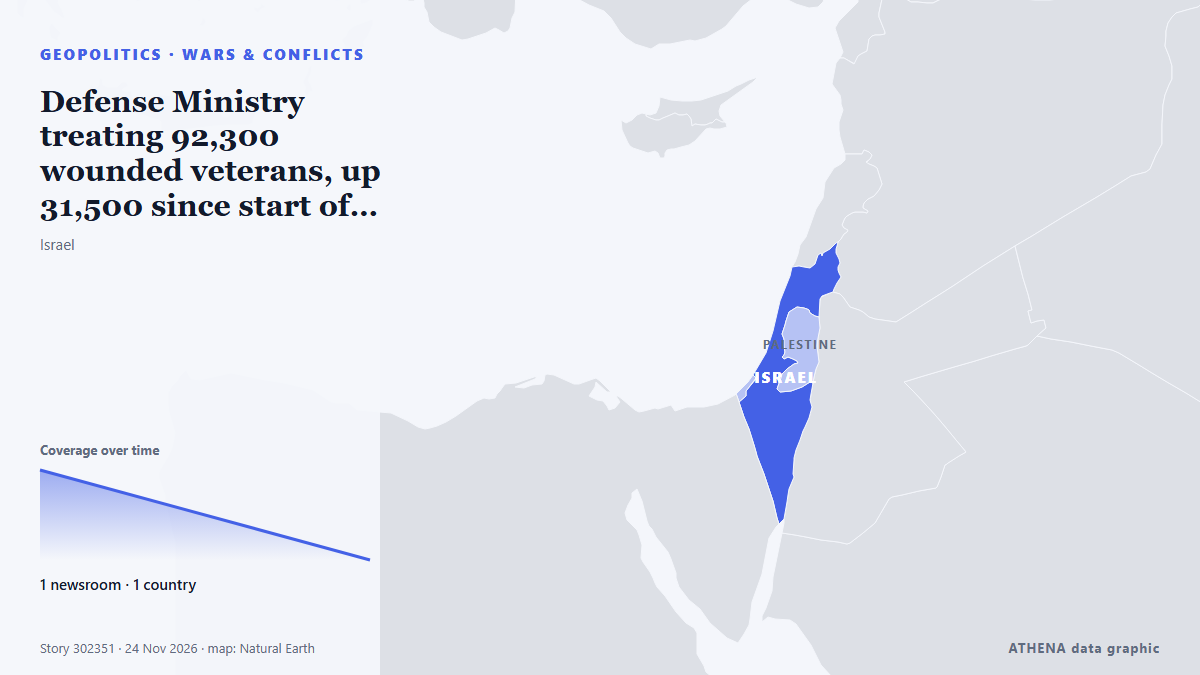 GEOPOLITICS · WARS & CONFLICTS
Defense Ministry
treating 92,300
wounded veterans, up
31,500 since start of...
Israel
PALESTINE
ISRAEL
Coverage over time
1 newsroom · 1 country
Story 302351 · 24 Nov 2026 · map: Natural Earth
ATHENA data graphic